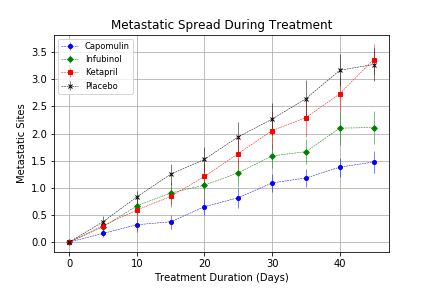 Metastatic Spread During Treatment
Capomulin
Infubinol
Ketapril
Placebo
Metastatic Sites
3.5
3.0
2.5
2.0
1.5
1.0
0.5
0.0
0 10 20 30 40
Treatment Duration (Days)